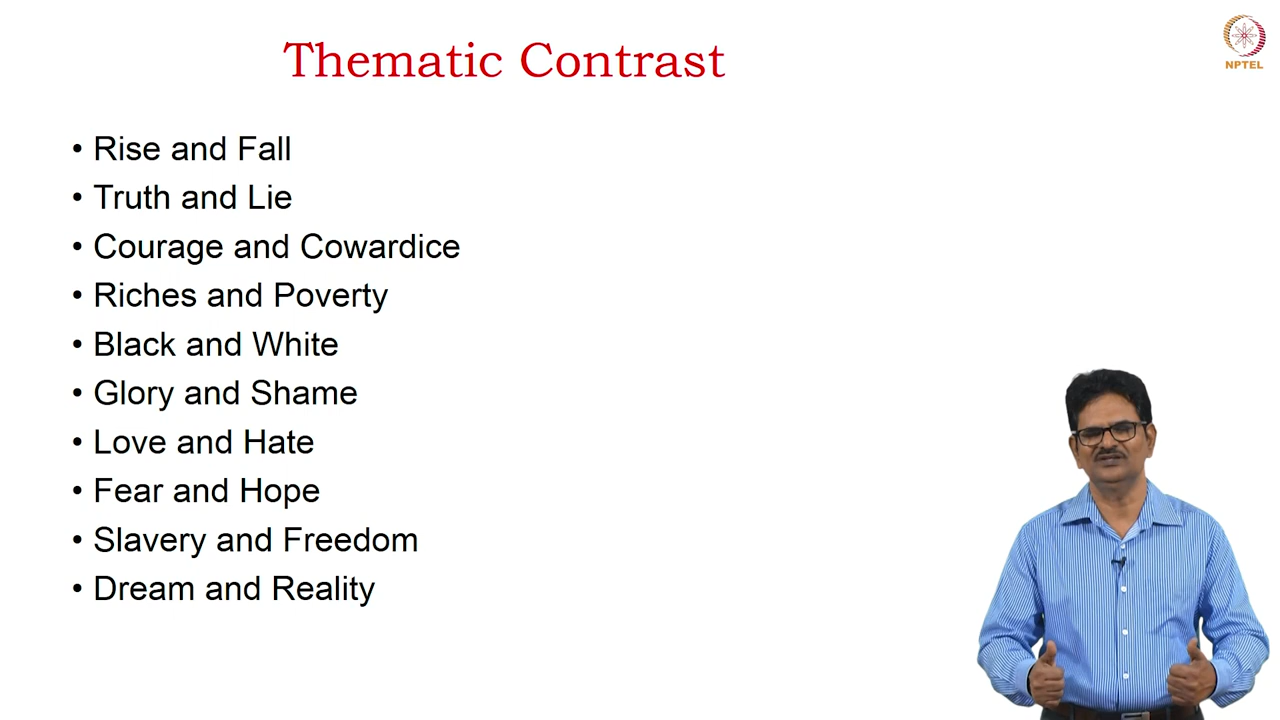 Thematic Contrast
NPTEL
• Rise and Fall
• Truth and Lie
• Courage and Cowardice
• Riches and Poverty
• Black and White
• Glory and Shame
• Love and Hate
• Fear and Hope
• Slavery and Freedom
• Dream and Reality